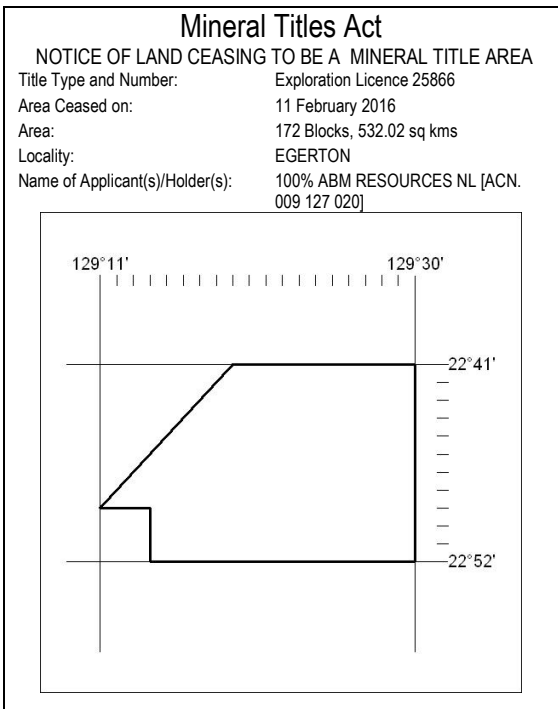 Mineral Titles Act
NOTICE OF LAND CEASING TO BE A MINERAL TITLE AREA
Title Type and Number: Exploration Licence 25866
Area Ceased on: 11 February 2016
Area: 172 Blocks, 532.02 sq kms
Locality: EGERTON
Name of Applicant(s)/Holder(s): 100% ABM RESOURCES NL [ACN.
009 127 020]
129°11' 129°30'
22°41'
22°52'